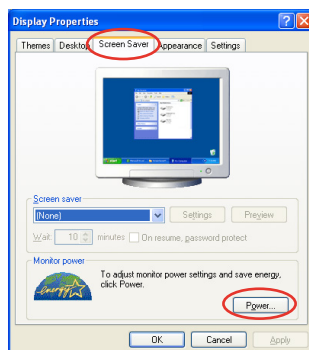 Display Properties
Themes Desktop Screen Saver Appearance Settings
Screen saver
(None) Settings Preview
Wait: 10 minutes On resume, password protect
Monitor power
To adjust monitor power settings and save energy,
click Power.
energy
Power...
OK Cancel Apply